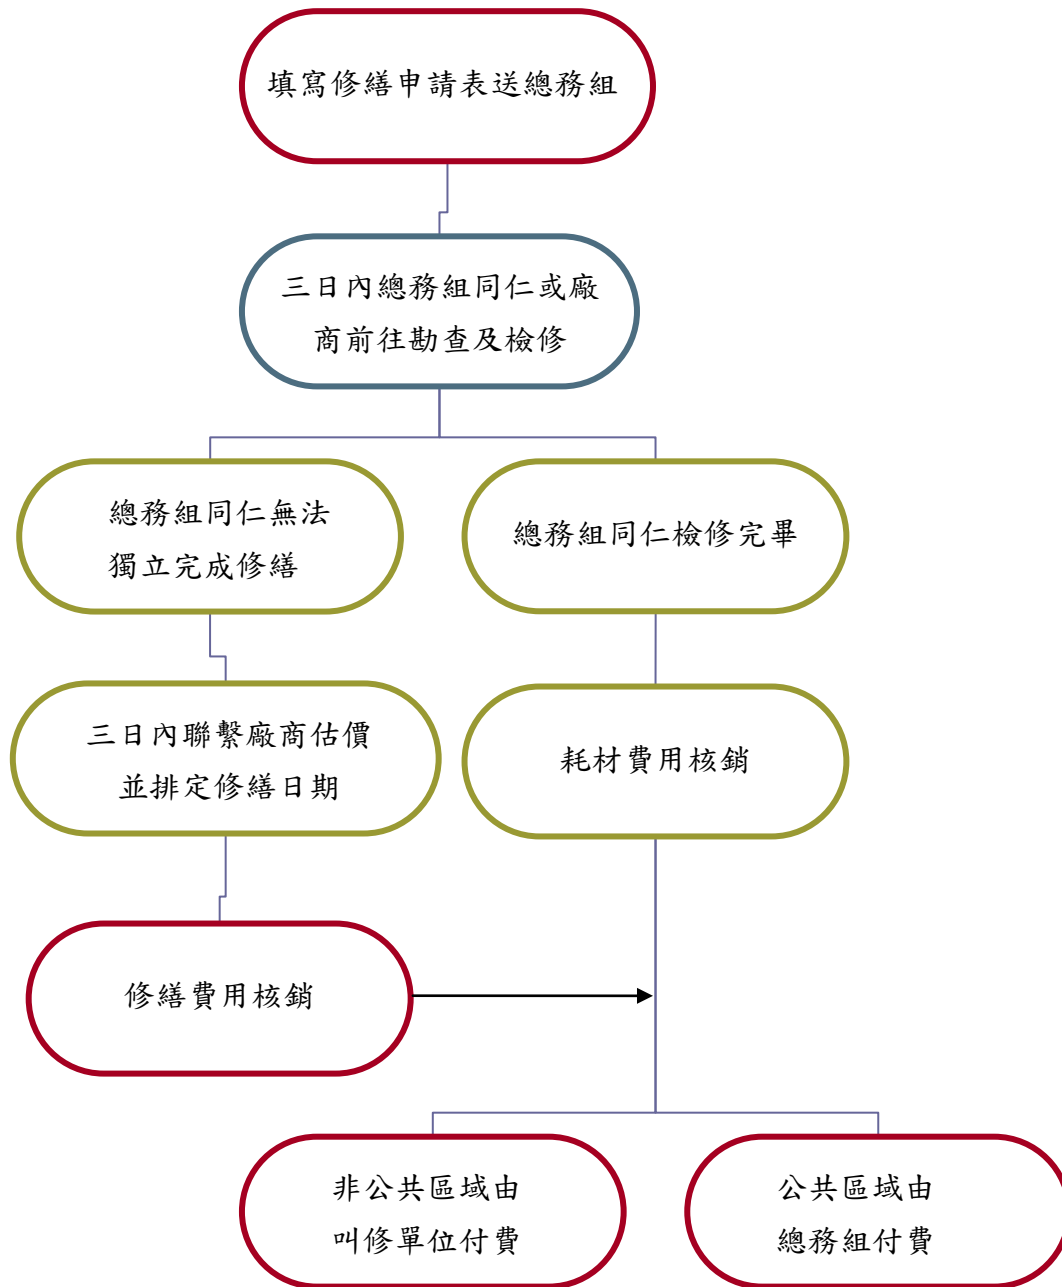 填寫修繕申請表送總務組
三日內總務組同仁或廠
商前往勘查及檢修
總務組同仁無法
獨立完成修繕
總務組同仁檢修完畢
三日內聯繫廠商估價
並排定修繕日期
耗材費用核銷
修繕費用核銷
非公共區域由
叫修單位付費
公共區域由
總務組付費